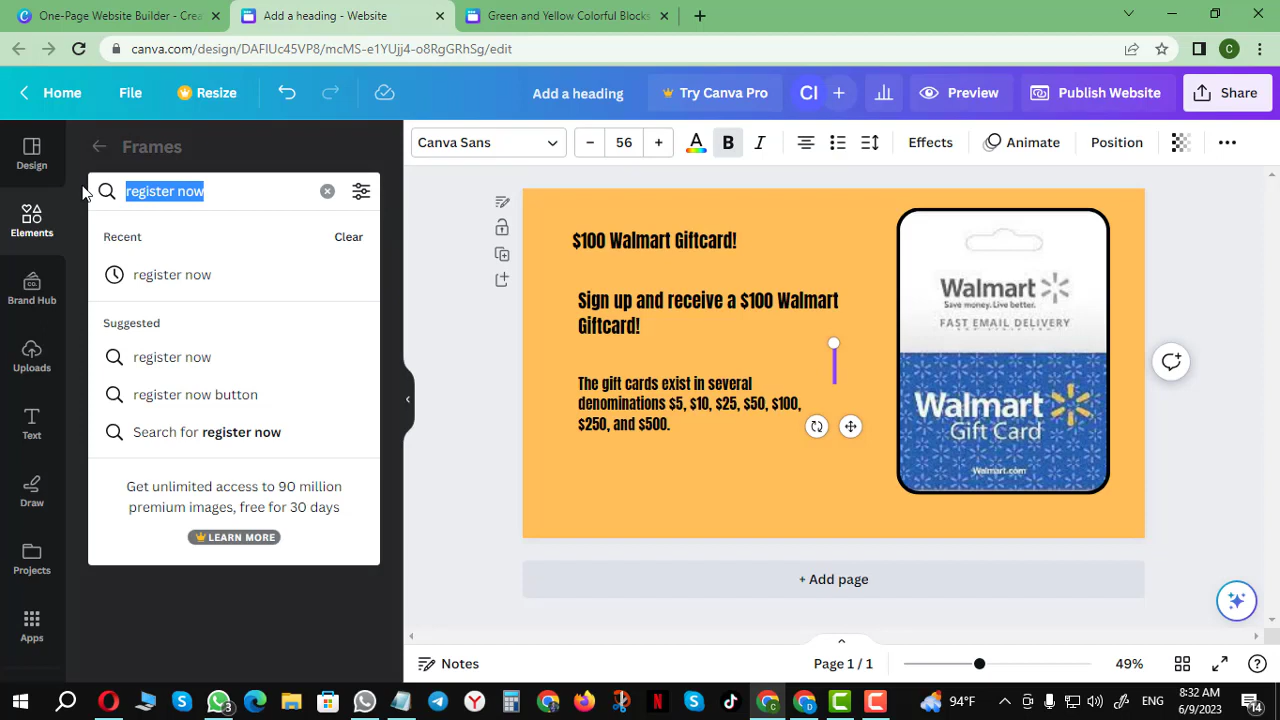 One-Page Website Builder - Crea
Add a heading - Website
Green and Yellow Colorful Blocks
canva.com/design/DAFlUc45VP8/mcMS-e1YUjj4-o8RgGRhSg/edit
C
Home
File
Resize
Add a heading
Try Canva Pro
CI
Preview
Publish Website
Share
Design
Elements
Brand Hub
Uploads
Text
Draw
Projects
Apps
Frames
register now
Recent
Clear
register now
Suggested
register now
register now button
Search for register now
Get unlimited access to 90 million
premium images, free for 30 days
LEARN MORE
Canva Sans
56
A
B
I
Effects
Animate
Position
$100 Walmart Giftcard!
Sign up and receive a $100 Walmart
Giftcard!
The gift cards exist in several
denominations $5, $10, $25, $50, $100,
$250, and $500.
Walmart
Save money. Live better.
FAST EMAIL DELIVERY
Walmart
Gift Card
Walmart.com
+ Add page
Notes
Page 1 / 1
49%
3
94°F
ENG
8:32 AM
6/9/2023
14